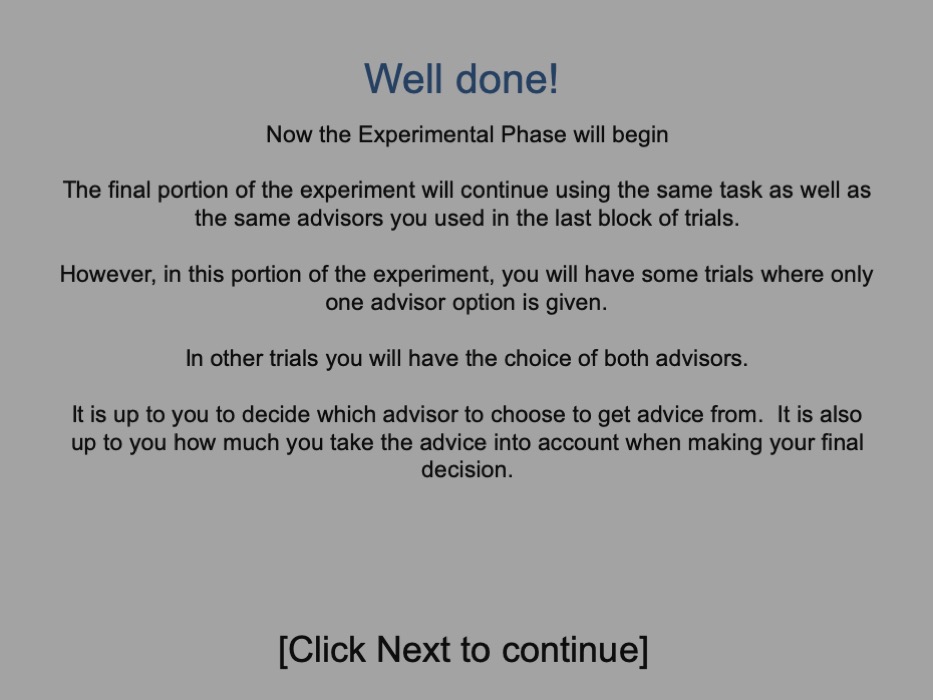 Well done!
Now the Experimental Phase will begin
The final portion of the experiment will continue using the same task as well as
the same advisors you used in the last block of trials.
However, in this portion of the experiment, you will have some trials where only
one advisor option is given.
In other trials you will have the choice of both advisors.
It is up to you to decide which advisor to choose to get advice from.  It is also
up to you how much you take the advice into account when making your final
decision.
[Click Next to continue]